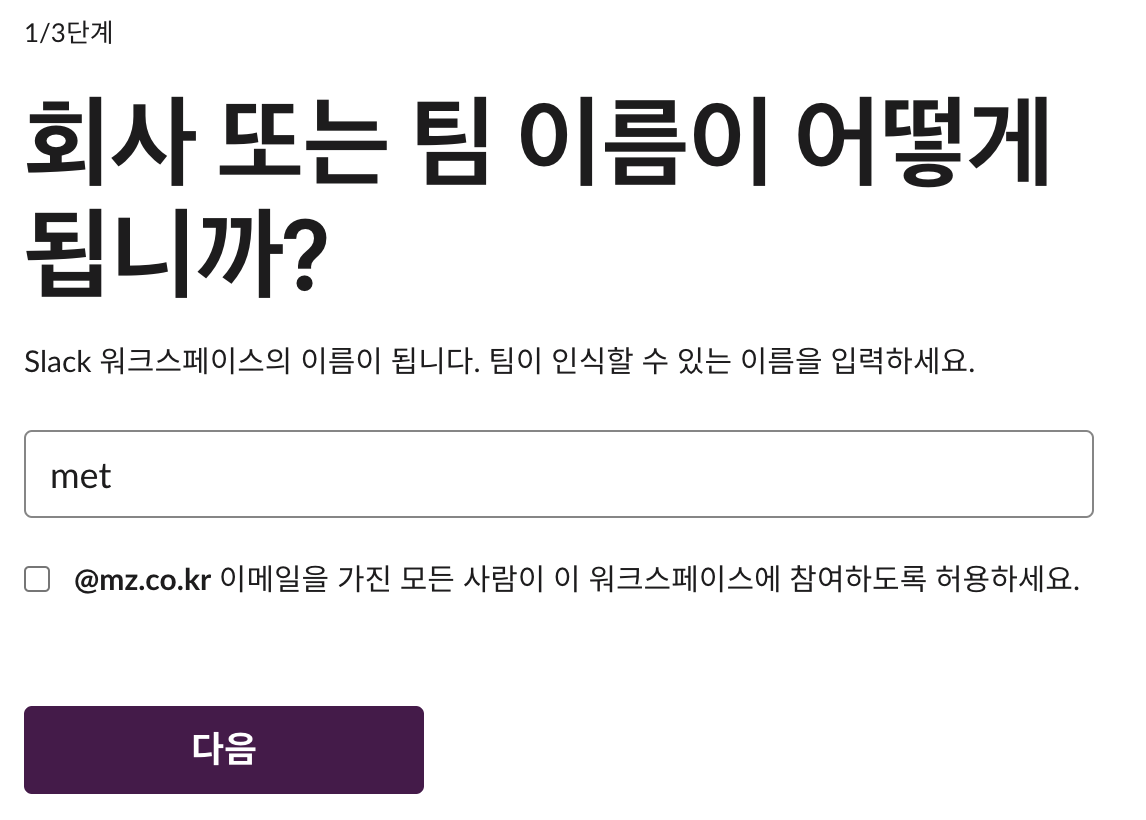 1/3단계
회사 또는 팀 이름이 어떻게
됩니까?
Slack 워크스페이스의 이름이 됩니다. 팀이 인식할 수 있는 이름을 입력하세요.
met
@mz.co.kr 이메일을 가진 모든 사람이 이 워크스페이스에 참여하도록 허용하세요.
다음